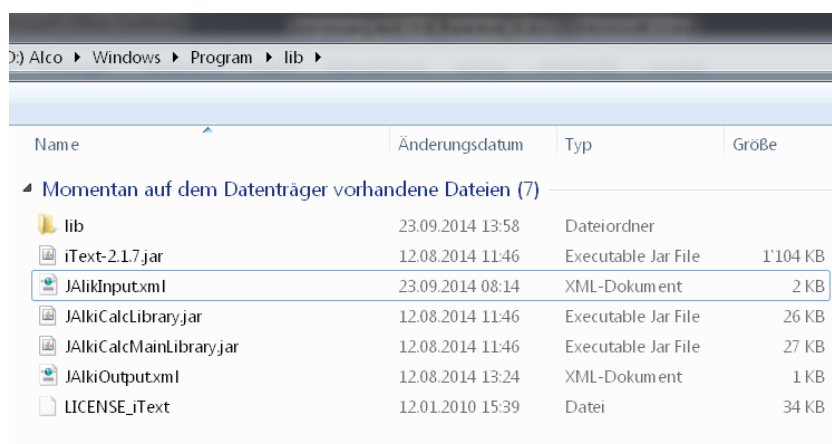 D:) Alco ▸ Windows ▸ Program ▸ lib ▸
Name Änderungsdatum Typ Größe
Momentan auf dem Datenträger vorhandene Dateien (7)
lib 23.09.2014 13:58 Dateiordner
iText-2.1.7.jar 12.08.2014 11:46 Executable Jar File 1'104 KB
JAlikInput.xml 23.09.2014 08:14 XML-Dokument 2 KB
JAlkiCalcLibrary.jar 12.08.2014 11:46 Executable Jar File 26 KB
JAlkiCalcMainLibrary.jar 12.08.2014 11:46 Executable Jar File 27 KB
JAlkiOutput.xml 12.08.2014 13:24 XML-Dokument 1 KB
LICENSE_iText 12.01.2010 15:39 Datei 34 KB